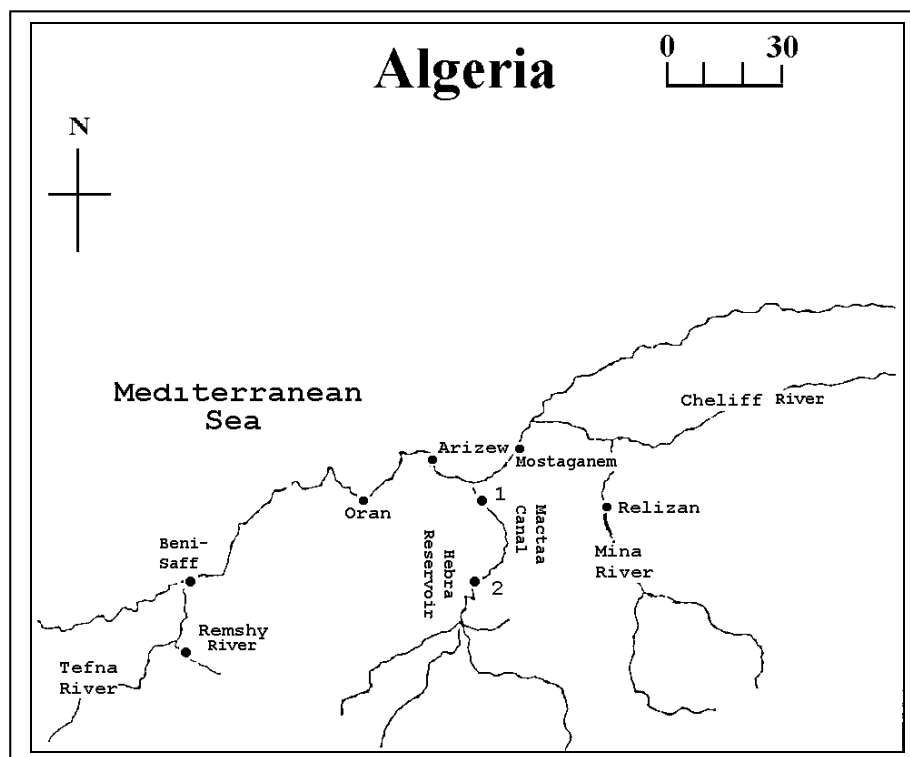 Algeria
0 30
N
Mediterranean
Sea
Cheliff River
Arizew
Mostaganem
1
Oran
Mactaa
Canal
Relizan
Beni-
Saff
Hebra
Reservoir
Mina
River
2
Remshy
River
Tefna
River